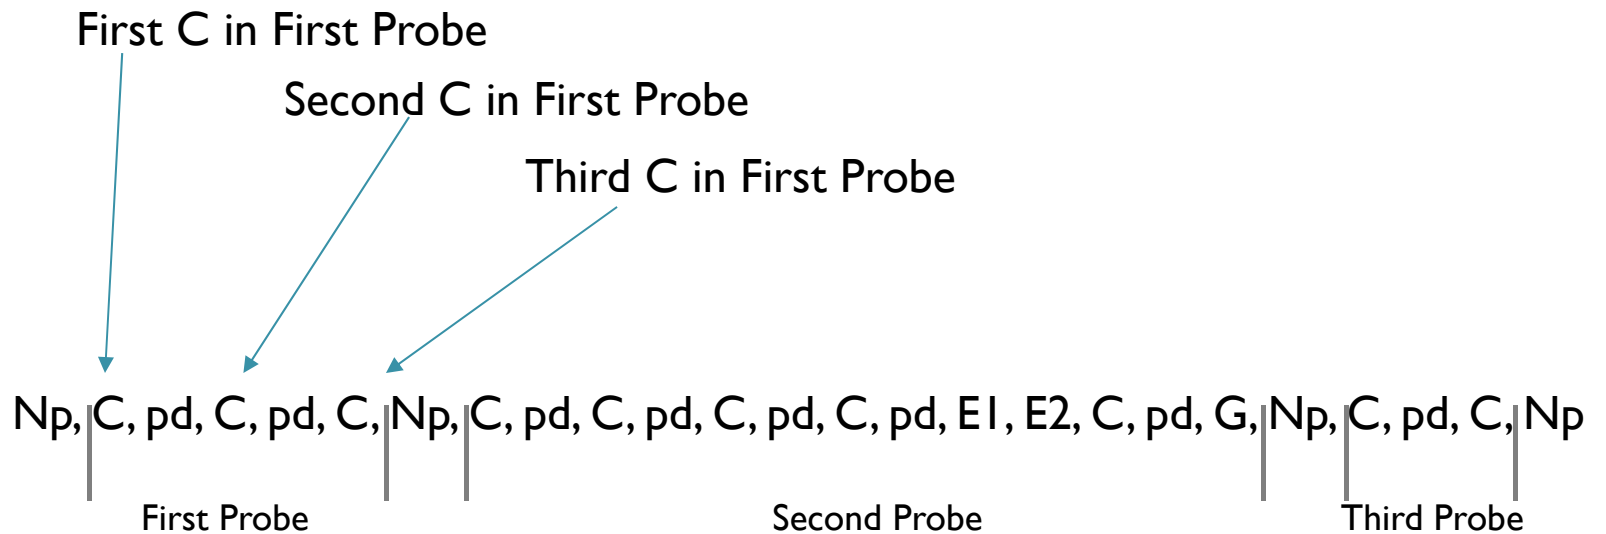 First C in First Probe
Second C in First Probe
Third C in First Probe
Np, C, pd, C, pd, C, Np, C, pd, C, pd, C, pd, C, pd, E1, E2, C, pd, G, Np, C, pd, C, Np
First Probe
Second Probe
Third Probe